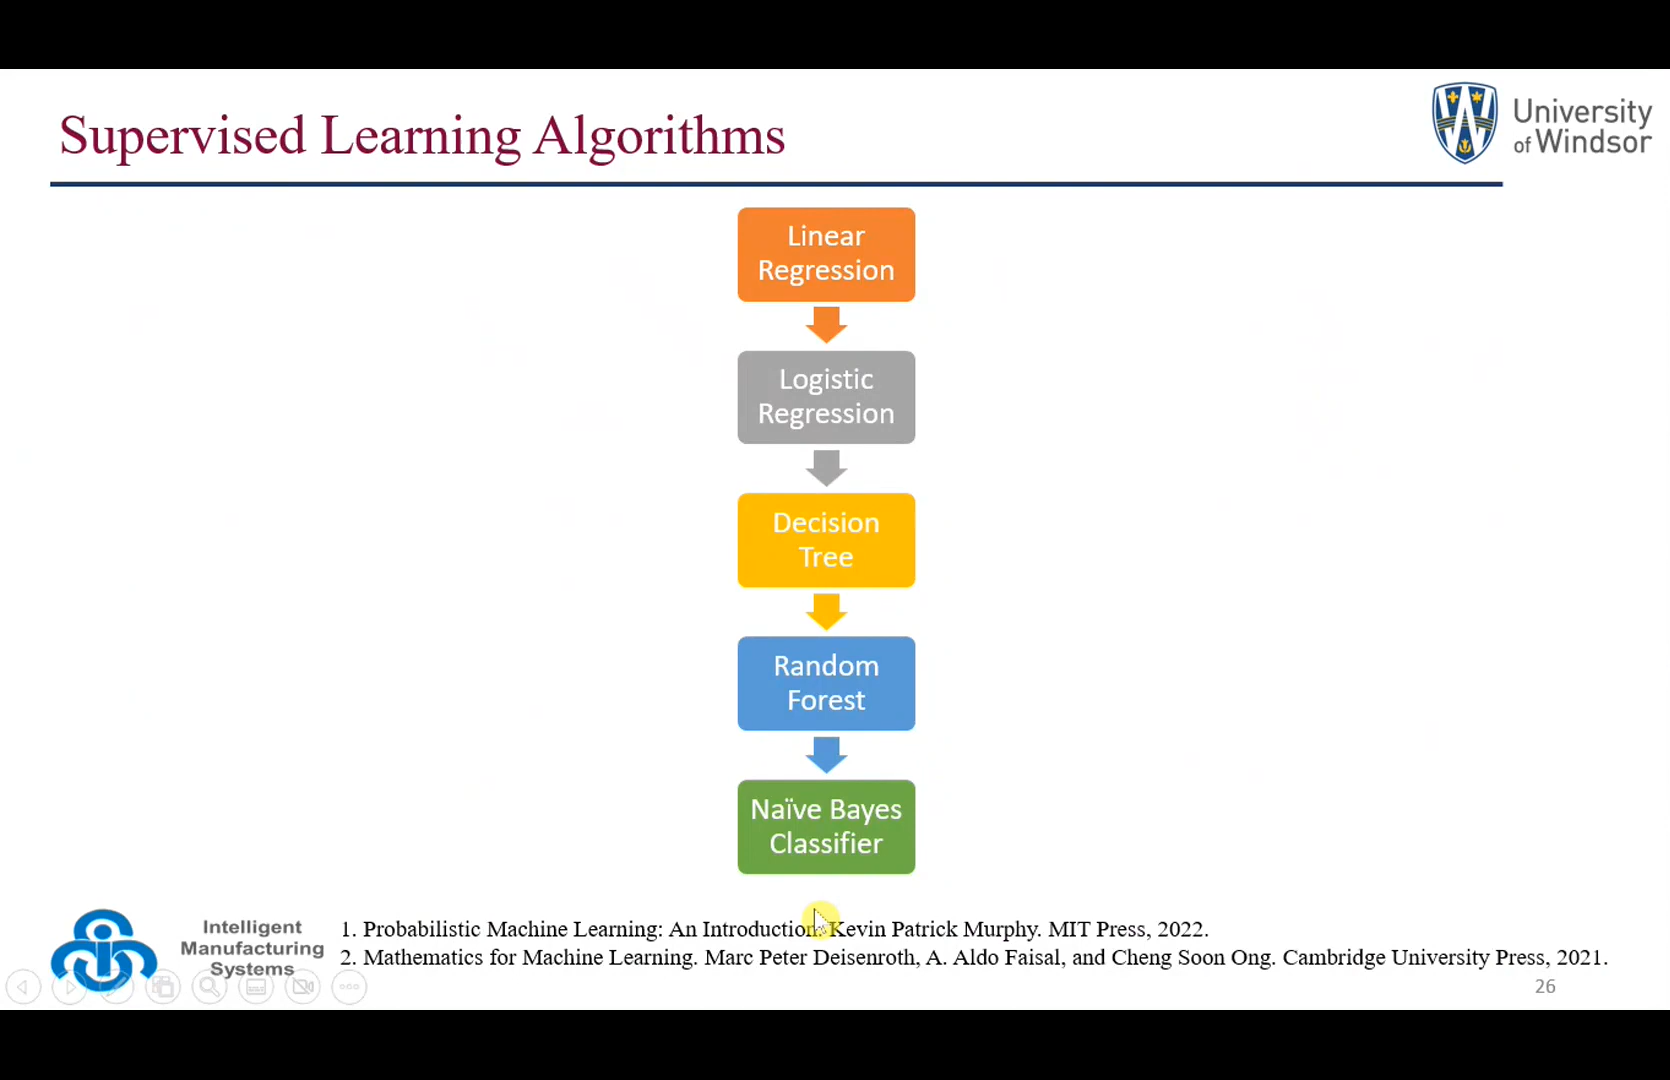 Supervised Learning Algorithms
University
of Windsor
Linear
Regression
Logistic
Regression
Decision
Tree
Random
Forest
Naïve Bayes
Classifier
Intelligent
Manufacturing
Systems
1. Probabilistic Machine Learning: An Introduction. Kevin Patrick Murphy. MIT Press, 2022.
2. Mathematics for Machine Learning. Marc Peter Deisenroth, A. Aldo Faisal, and Cheng Soon Ong. Cambridge University Press, 2021.
26